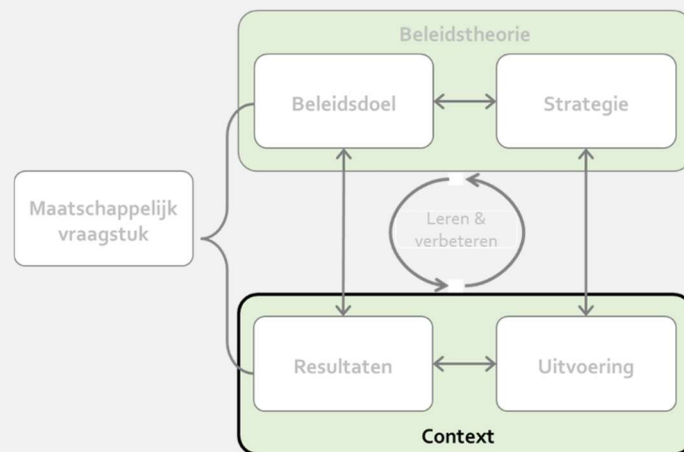 Beleidstheorie
Beleidsdoel
Strategie
Maatschappelijk
vraagstuk
Leren &
verbeteren
Resultaten
Uitvoering
Context